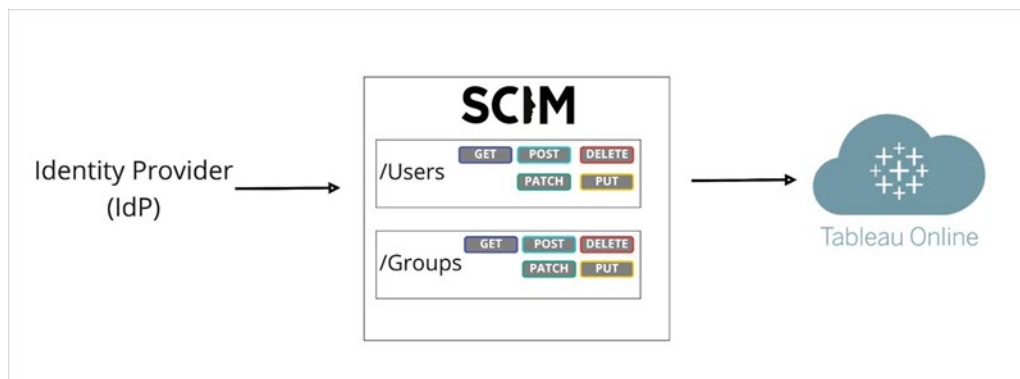 Identity Provider
(IdP)
SCIM
/Users
GET POST DELETE
PATCH PUT
/Groups
GET POST DELETE
PATCH PUT
Tableau Online